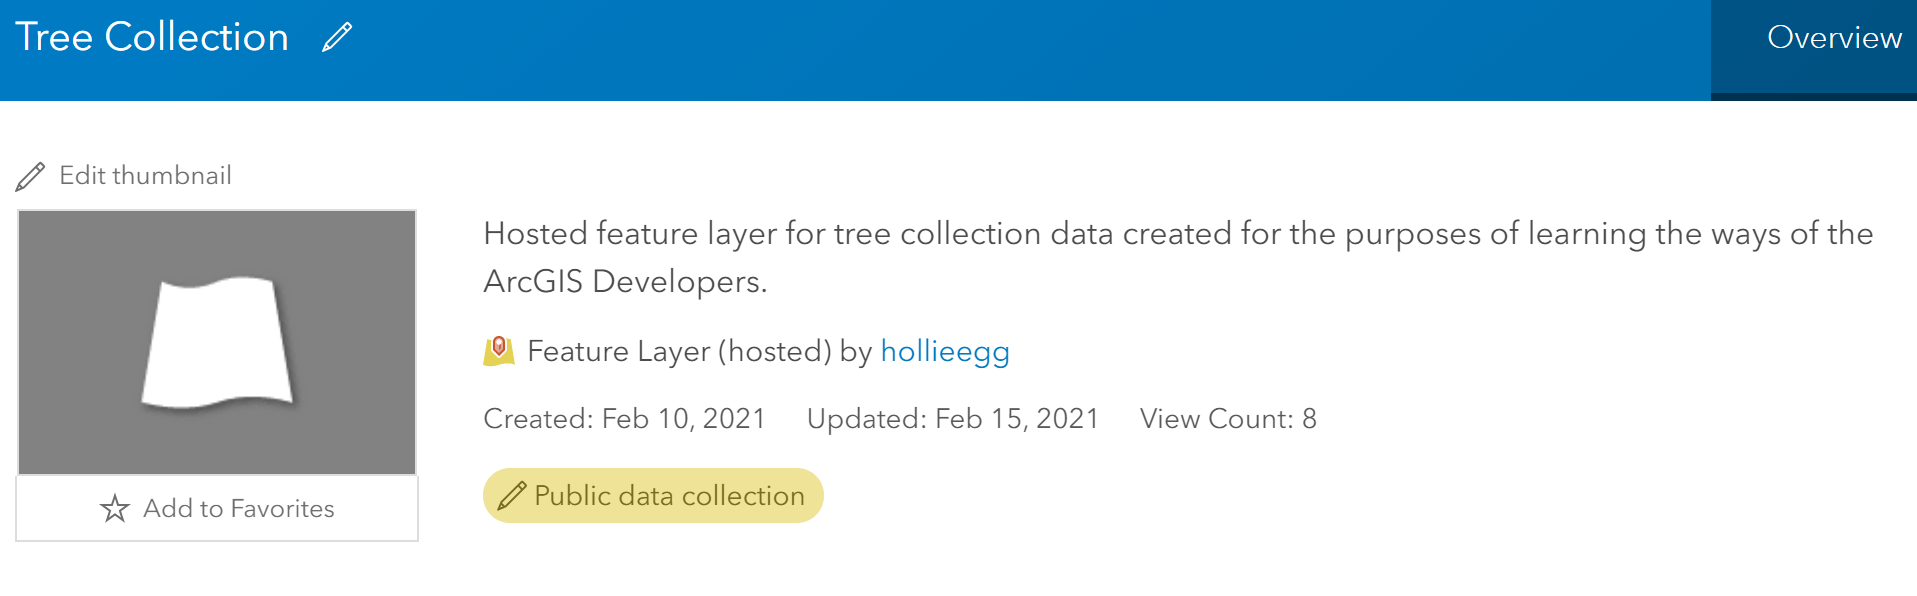 Tree Collection
Overview
Edit thumbnail
Hosted feature layer for tree collection data created for the purposes of learning the ways of the
ArcGIS Developers.
Feature Layer (hosted) by hollieegg
Created: Feb 10, 2021 Updated: Feb 15, 2021 View Count: 8
Public data collection
Add to Favorites